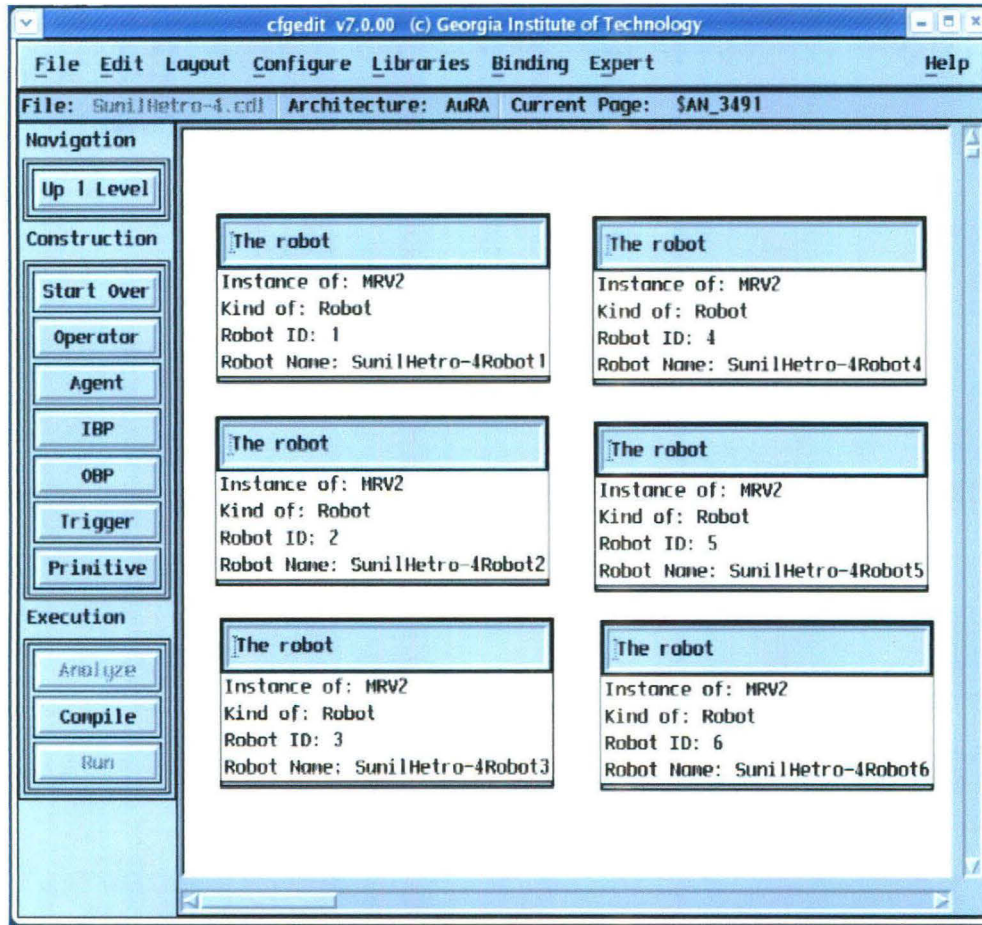 cfgedit v7.0.00 (c) Georgia Institute of Technology
File Edit Layout Configure Libraries Binding Expert Help
File: SunilHetro-4.cdl Architecture: AuRA Current Page: $AN_3491
Navigation
Up 1 Level
Construction
Start Over
Operator
Agent
IBP
OBP
Trigger
Primitive
Execution
Analyze
Compile
Run
The robot
Instance of: MRV2
Kind of: Robot
Robot ID: 1
Robot Name: SunilHetro-4Robot1
The robot
Instance of: MRV2
Kind of: Robot
Robot ID: 4
Robot Name: SunilHetro-4Robot4
The robot
Instance of: MRV2
Kind of: Robot
Robot ID: 2
Robot Name: SunilHetro-4Robot2
The robot
Instance of: MRV2
Kind of: Robot
Robot ID: 5
Robot Name: SunilHetro-4Robot5
The robot
Instance of: MRV2
Kind of: Robot
Robot ID: 3
Robot Name: SunilHetro-4Robot3
The robot
Instance of: MRV2
Kind of: Robot
Robot ID: 6
Robot Name: SunilHetro-4Robot6